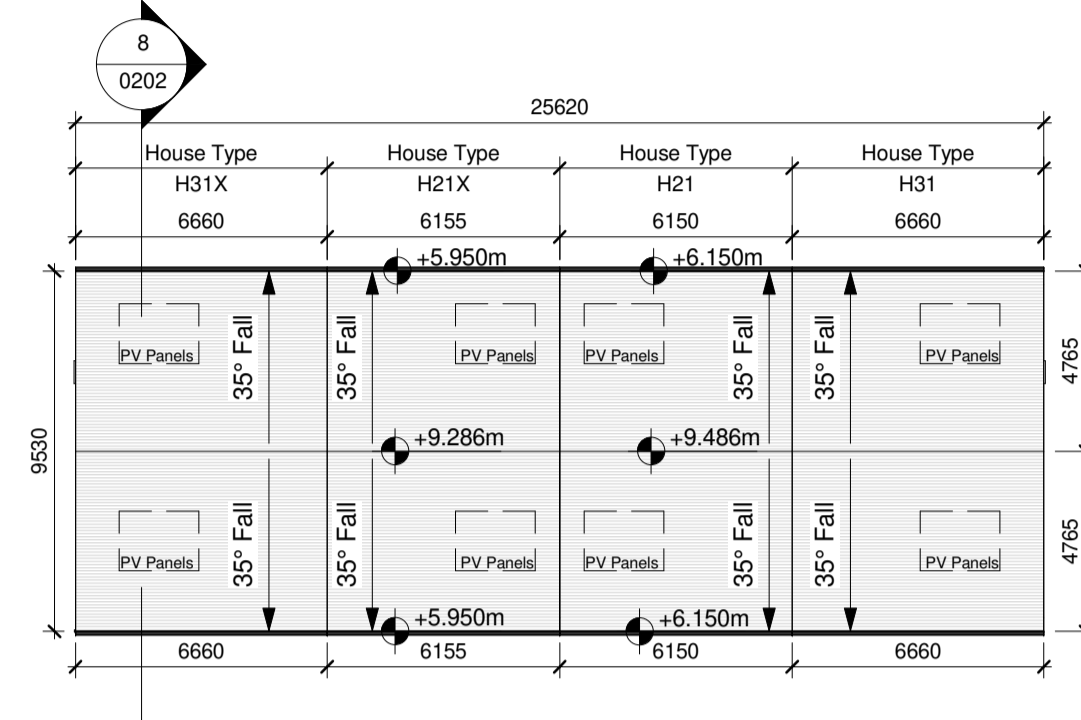 8
0202
25620
House Type House Type House Type House Type
H31X H21X H21 H31
6660 6155 6150 6660
+5.950m +6.150m
35° Fall 35° Fall 35° Fall 35° Fall
PV Panels PV Panels PV Panels PV Panels
4765
9530
+9.286m +9.486m
35° Fall 35° Fall 35° Fall 35° Fall
PV Panels PV Panels PV Panels PV Panels
4765
+5.950m +6.150m
6660 6155 6150 6660